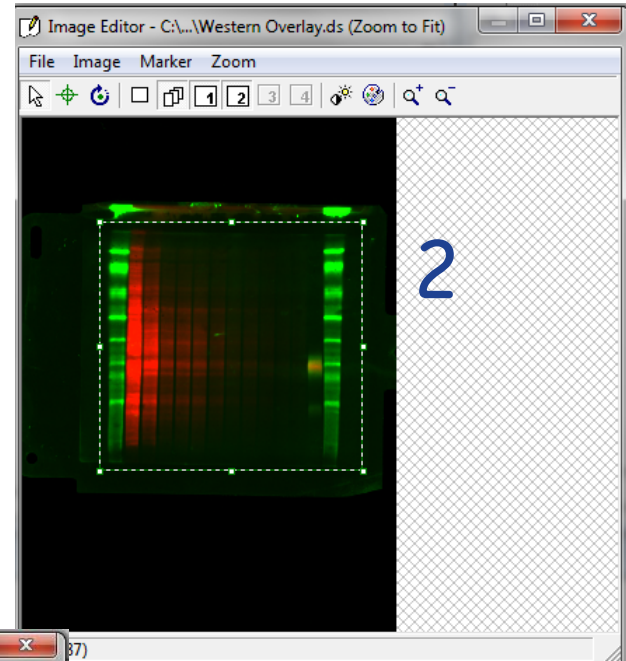 Image Editor - C:\...\Western Overlay.ds (Zoom to Fit)
File Image Marker Zoom
1 2 3 4
2
37)